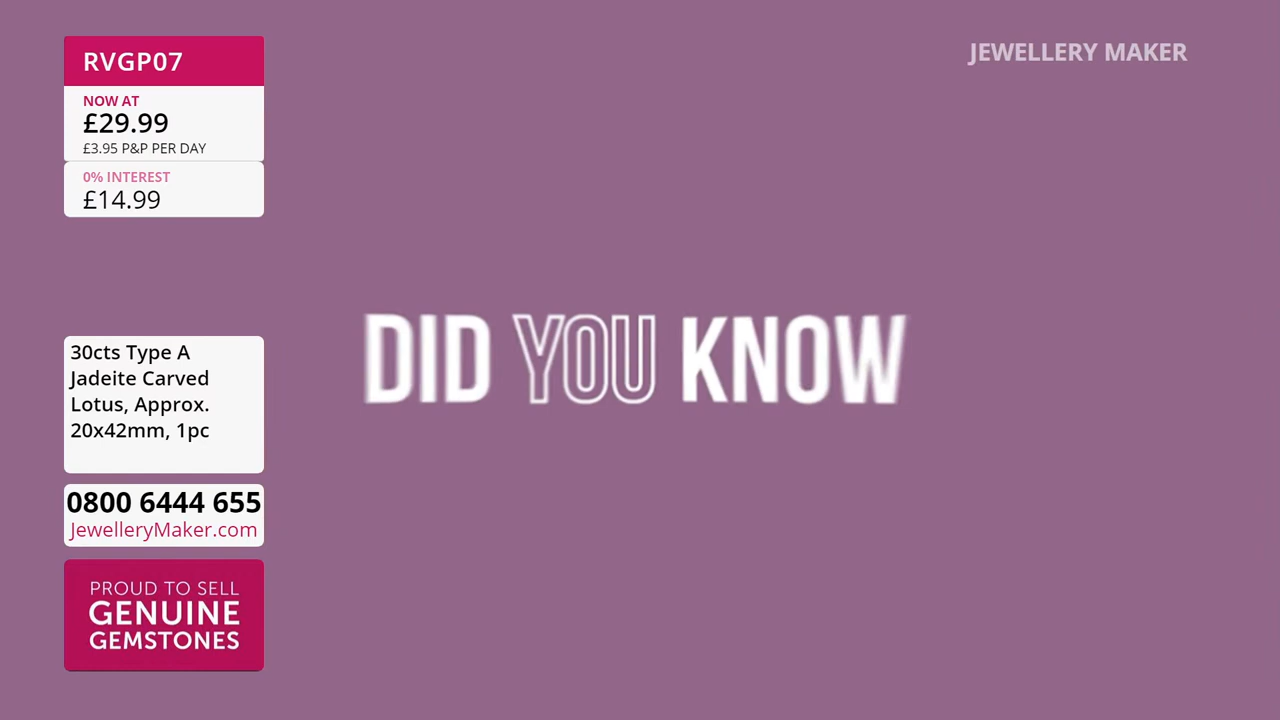 RVGP07
NOW AT
£29.99
£3.95 P&P PER DAY
0% INTEREST
£14.99
JEWELLERY MAKER
DID YOU KNOW
30cts Type A
Jadeite Carved
Lotus, Approx.
20x42mm, 1pc
0800 6444 655
JewelleryMaker.com
PROUD TO SELL
GENUINE
GEMSTONES